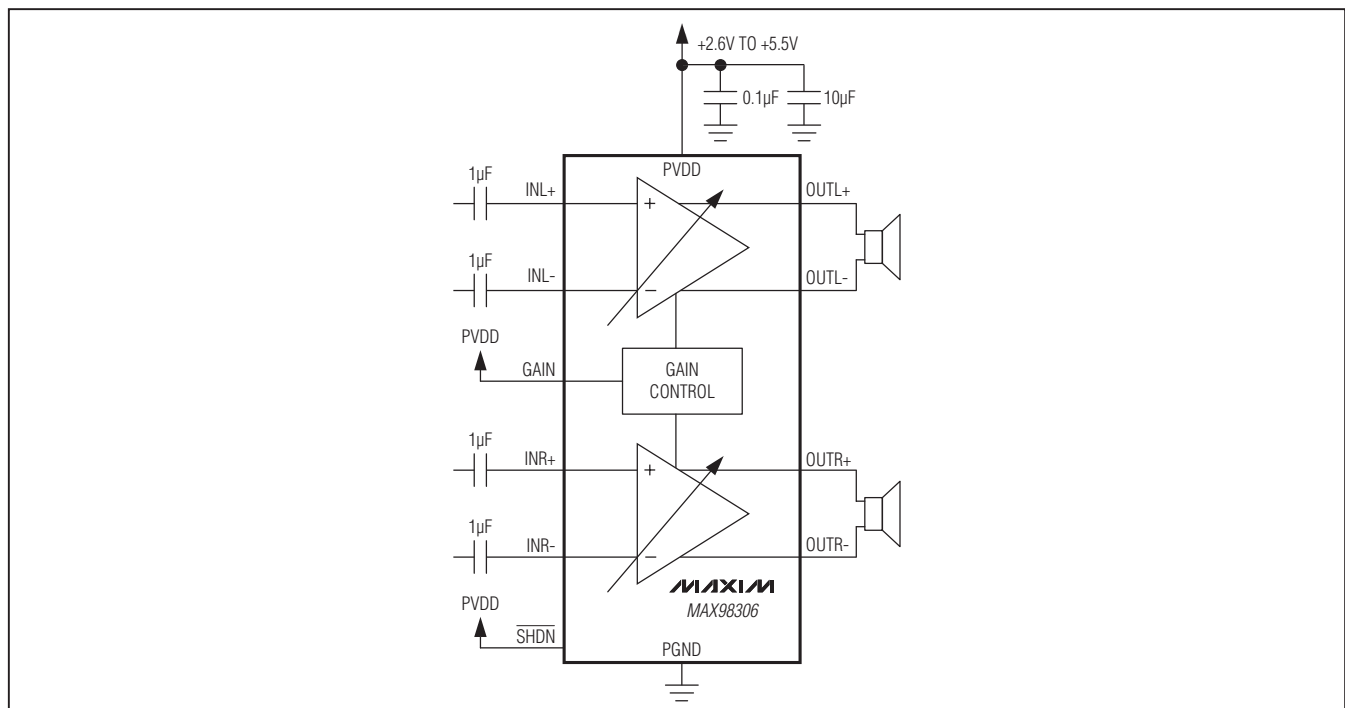 +2.6V TO +5.5V
0.1µF
10µF
PVDD
1µF
INL+
+
OUTL+
1µF
INL-
−
OUTL-
PVDD
GAIN
GAIN
CONTROL
1µF
INR+
+
OUTR+
1µF
INR-
−
OUTR-
MAXIM
MAX98306
PVDD
SHDN
PGND